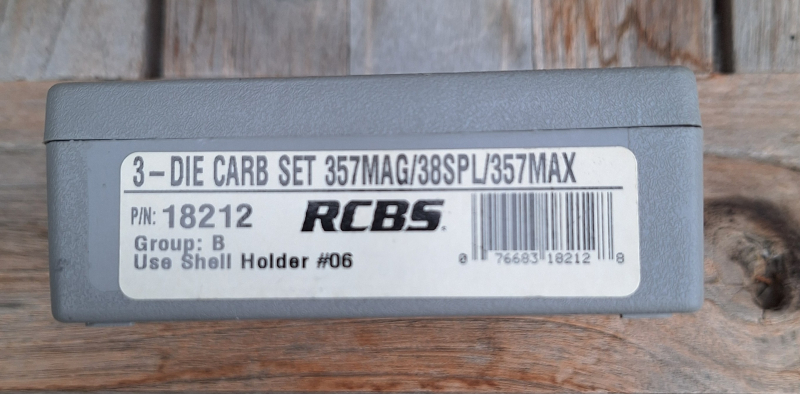 3-DIE CARB SET 357MAG/38SPL/357MAX
P/N: 18212
RCBS.
Group: B
Use Shell Holder #06
0 76683 18212 8